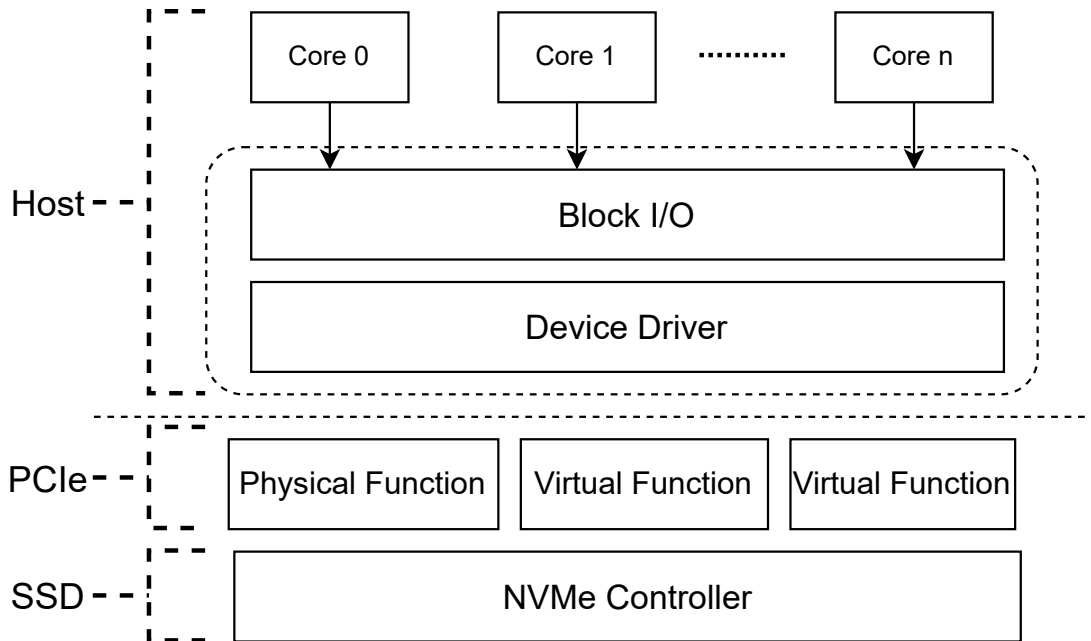 Core 0
Core 1
Core n
Host
Block I/O
Device Driver
PCIe
Physical Function
Virtual Function
Virtual Function
SSD
NVMe Controller